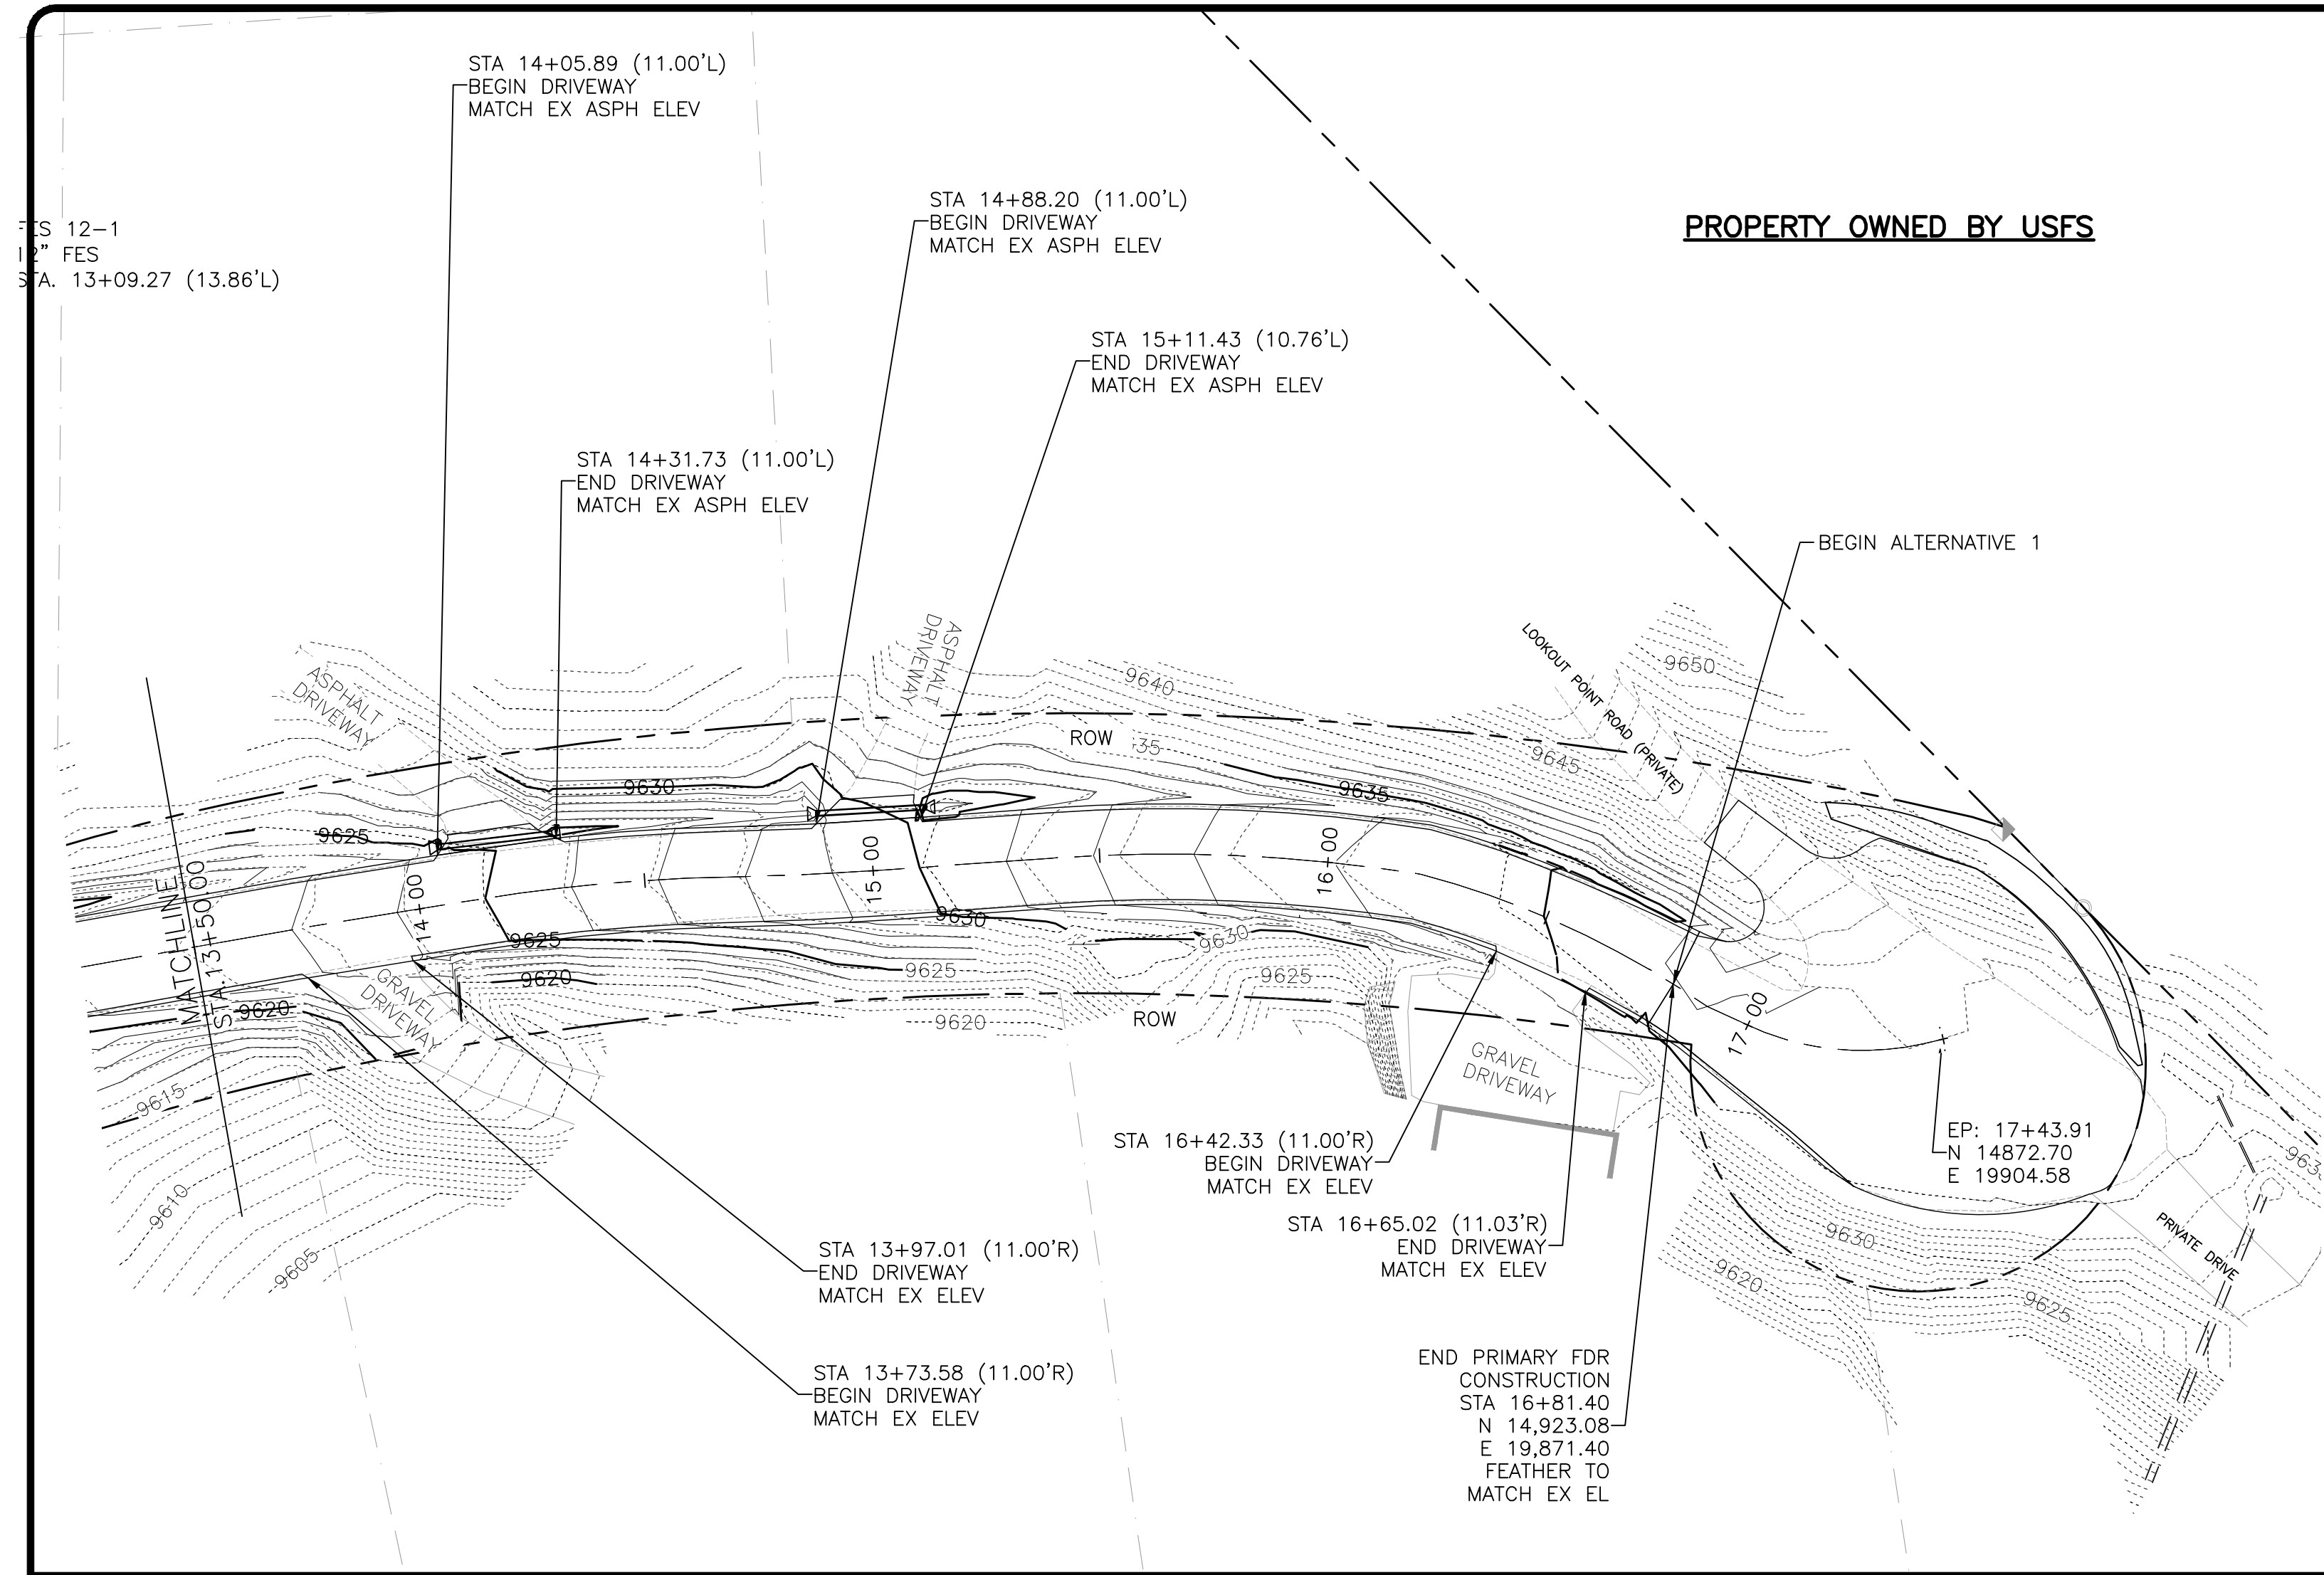 STA 14+05.89 (11.00'L)
BEGIN DRIVEWAY
MATCH EX ASPH ELEV
STA 14+88.20 (11.00'L)
BEGIN DRIVEWAY
MATCH EX ASPH ELEV
PROPERTY OWNED BY USFS
FES 12-1
12" FES
STA. 13+09.27 (13.86'L)
STA 15+11.43 (10.76'L)
END DRIVEWAY
MATCH EX ASPH ELEV
STA 14+31.73 (11.00'L)
END DRIVEWAY
MATCH EX ASPH ELEV
BEGIN ALTERNATIVE 1
LOOKOUT POINT ROAD (PRIVATE)
9650
ASPHALT
DRIVEWAY
ASPHALT
DRIVEWAY
9640
ROW
35
9645
9630
9635
9625
MATCHLINE
STA.13+50.00
14+00
15+00
16+00
17+00
9630
9625
9630
9625
9625
9620
9620
9620
ROW
GRAVEL
DRIVEWAY
GRAVEL
DRIVEWAY
9615
9610
9605
EP: 17+43.91
N 14872.70
E 19904.58
963
STA 16+42.33 (11.00'R)
BEGIN DRIVEWAY
MATCH EX ELEV
STA 16+65.02 (11.03'R)
END DRIVEWAY
MATCH EX ELEV
9630
9620
9625
PRIVATE DRIVE
STA 13+97.01 (11.00'R)
END DRIVEWAY
MATCH EX ELEV
STA 13+73.58 (11.00'R)
BEGIN DRIVEWAY
MATCH EX ELEV
END PRIMARY FDR
CONSTRUCTION
STA 16+81.40
N 14,923.08
E 19,871.40
FEATHER TO
MATCH EX EL